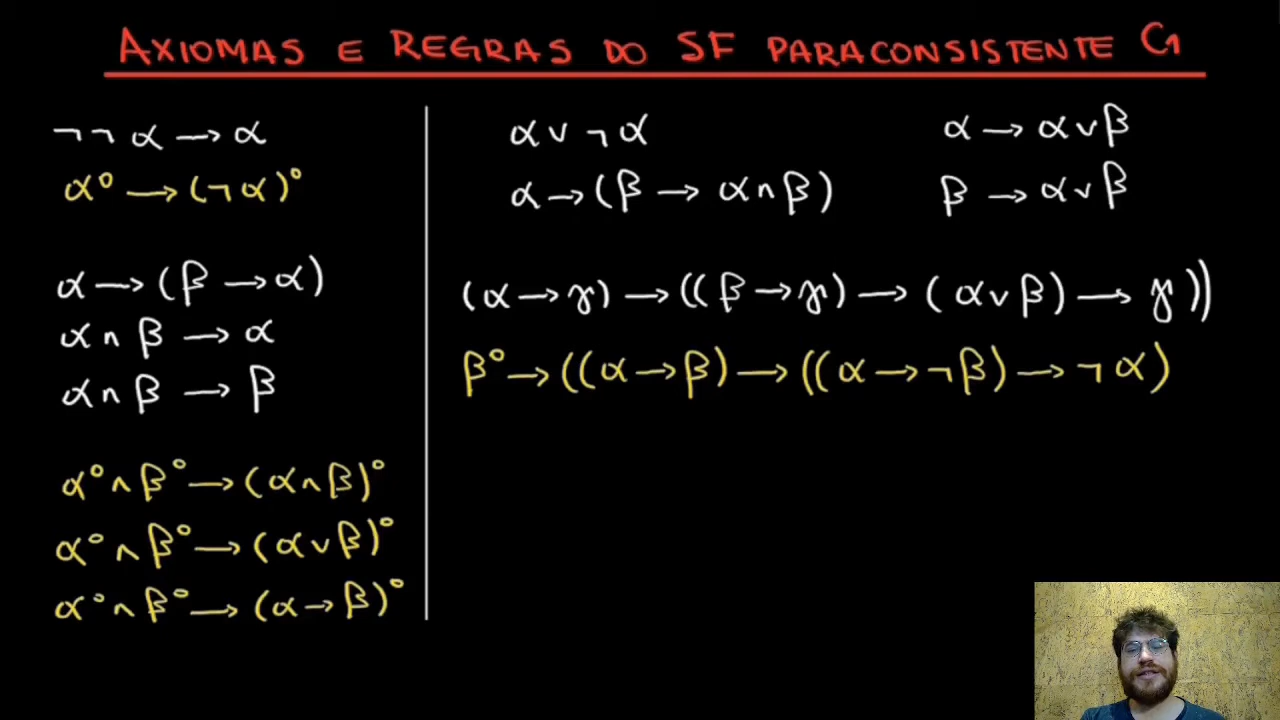 AXIOMAS E REGRAS DO SF PARACONSISTENTE C1
¬¬α → α
α° → (¬α)°
α → (β → α)
α ∧ β → α
α ∧ β → β
α° ∧ β° → (α ∧ β)°
α° ∧ β° → (α ∨ β)°
α° ∧ β° → (α → β)°
α ∨ ¬α
α → (β → α ∧ β)
α → α ∨ β
β → α ∨ β
(α → γ) → ((β → γ) → (α ∨ β) → γ))
β° → ((α → β) → ((α → ¬β) → ¬α)